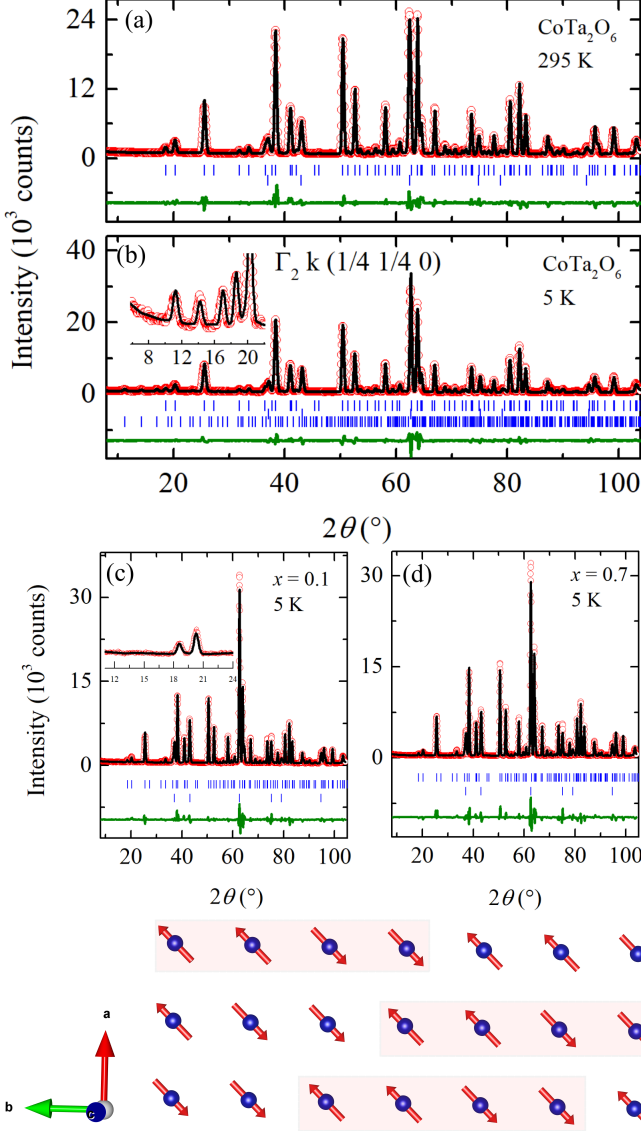 (a)
CoTa₂O₆
295 K
24
12
0
Intensity (10³ counts)
(b)
Γ₂ k (1/4 1/4 0)
CoTa₂O₆
5 K
40
20
0
8 12 16 20
20 40 60 80 100
2θ (°)
(c)
x = 0.1
5 K
30
15
0
Intensity (10³ counts)
12 15 18 21 24
20 40 60 80 100
2θ (°)
(d)
x = 0.7
5 K
30
15
0
20 40 60 80 100
2θ (°)
a
b
c